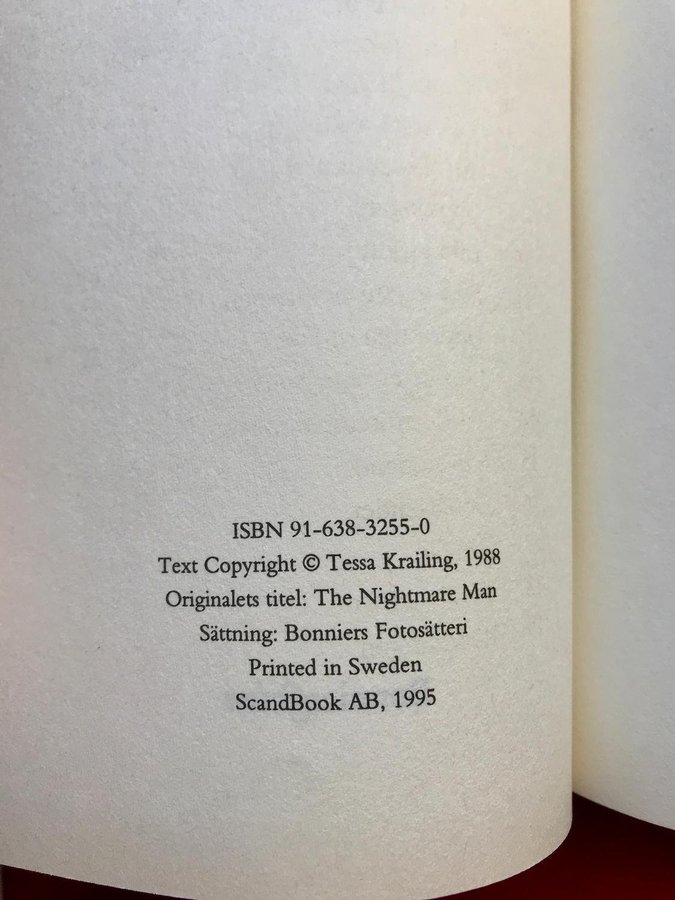 ISBN 91-638-3255-0
Text Copyright © Tessa Krailing, 1988
Originalets titel: The Nightmare Man
Sättning: Bonniers Fotosätteri
Printed in Sweden
ScandBook AB, 1995